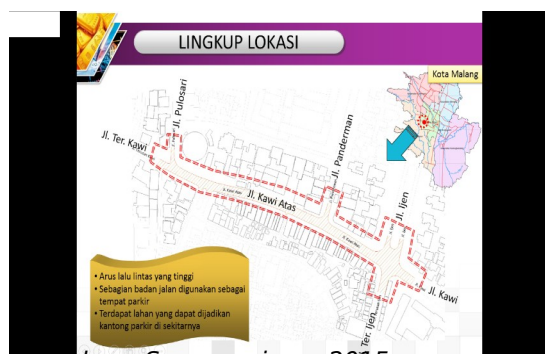 LINGKUP LOKASI
Kota Malang
Jl. Pulosari
Jl. Ter. Kawi
Jl. Panderman
Jl. Ijen
Jl. Kawi Atas
Jl. Kawi
Ter. Ijen
• Arus lalu lintas yang tinggi
• Sebagian badan jalan digunakan sebagai
tempat parkir
• Terdapat lahan yang dapat dijadikan
kantong parkir di sekitarnya
2015